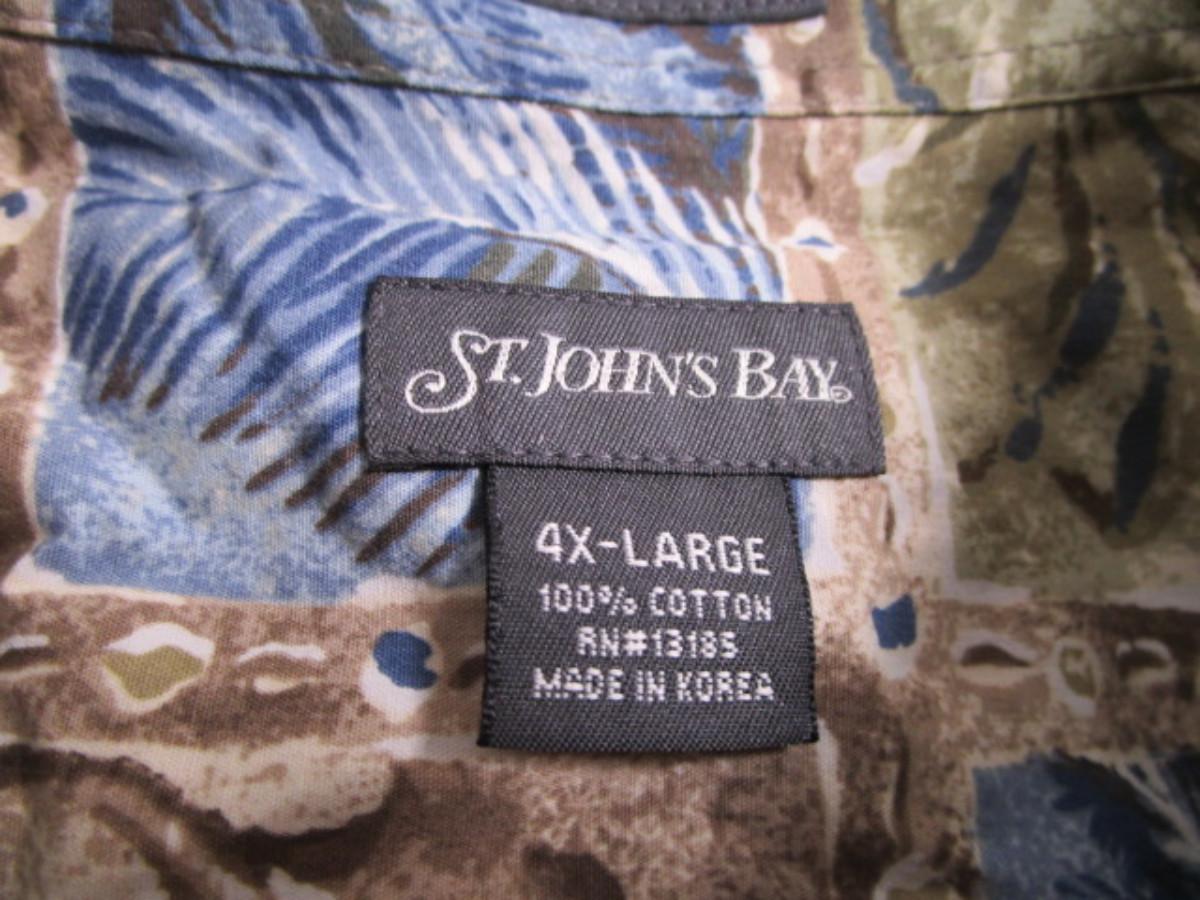 ST. JOHN'S BAY
4X-LARGE
100% COTTON
RN#13185
MADE IN KOREA